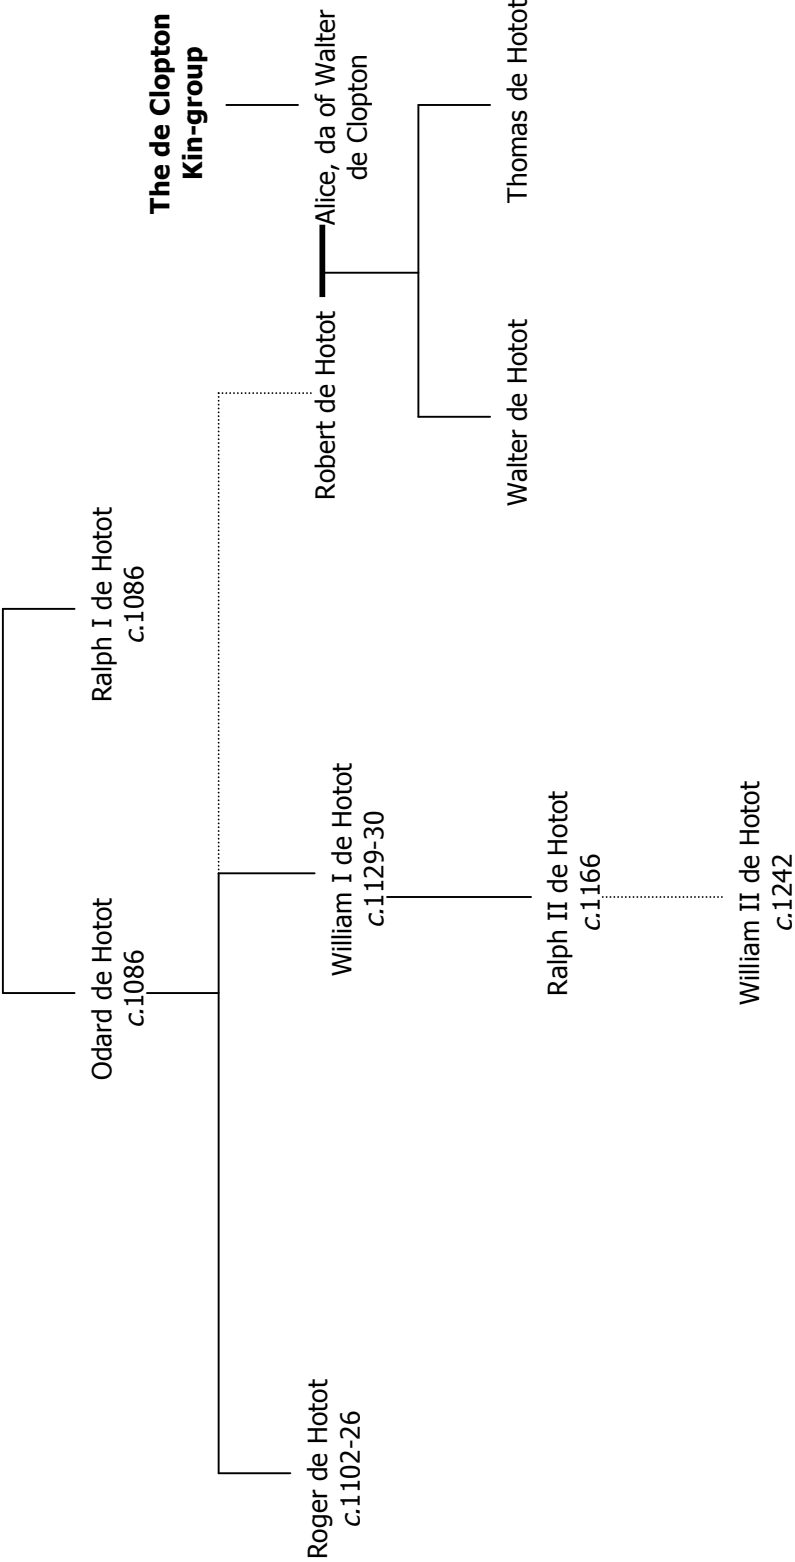 Odard de Hotot
c.1086
Ralph I de Hotot
c.1086
The de Clopton
Kin-group
Roger de Hotot
c.1102-26
William I de Hotot
c.1129-30
Robert de Hotot
Alice, da of Walter
de Clopton
Ralph II de Hotot
c.1166
Walter de Hotot
Thomas de Hotot
William II de Hotot
c.1242